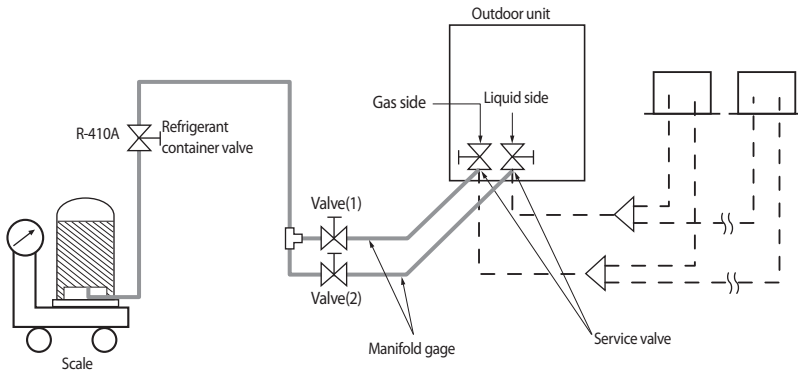 Outdoor unit
Gas side
Liquid side
R-410A
Refrigerant
container valve
Valve(1)
Valve(2)
Manifold gage
Service valve
Scale